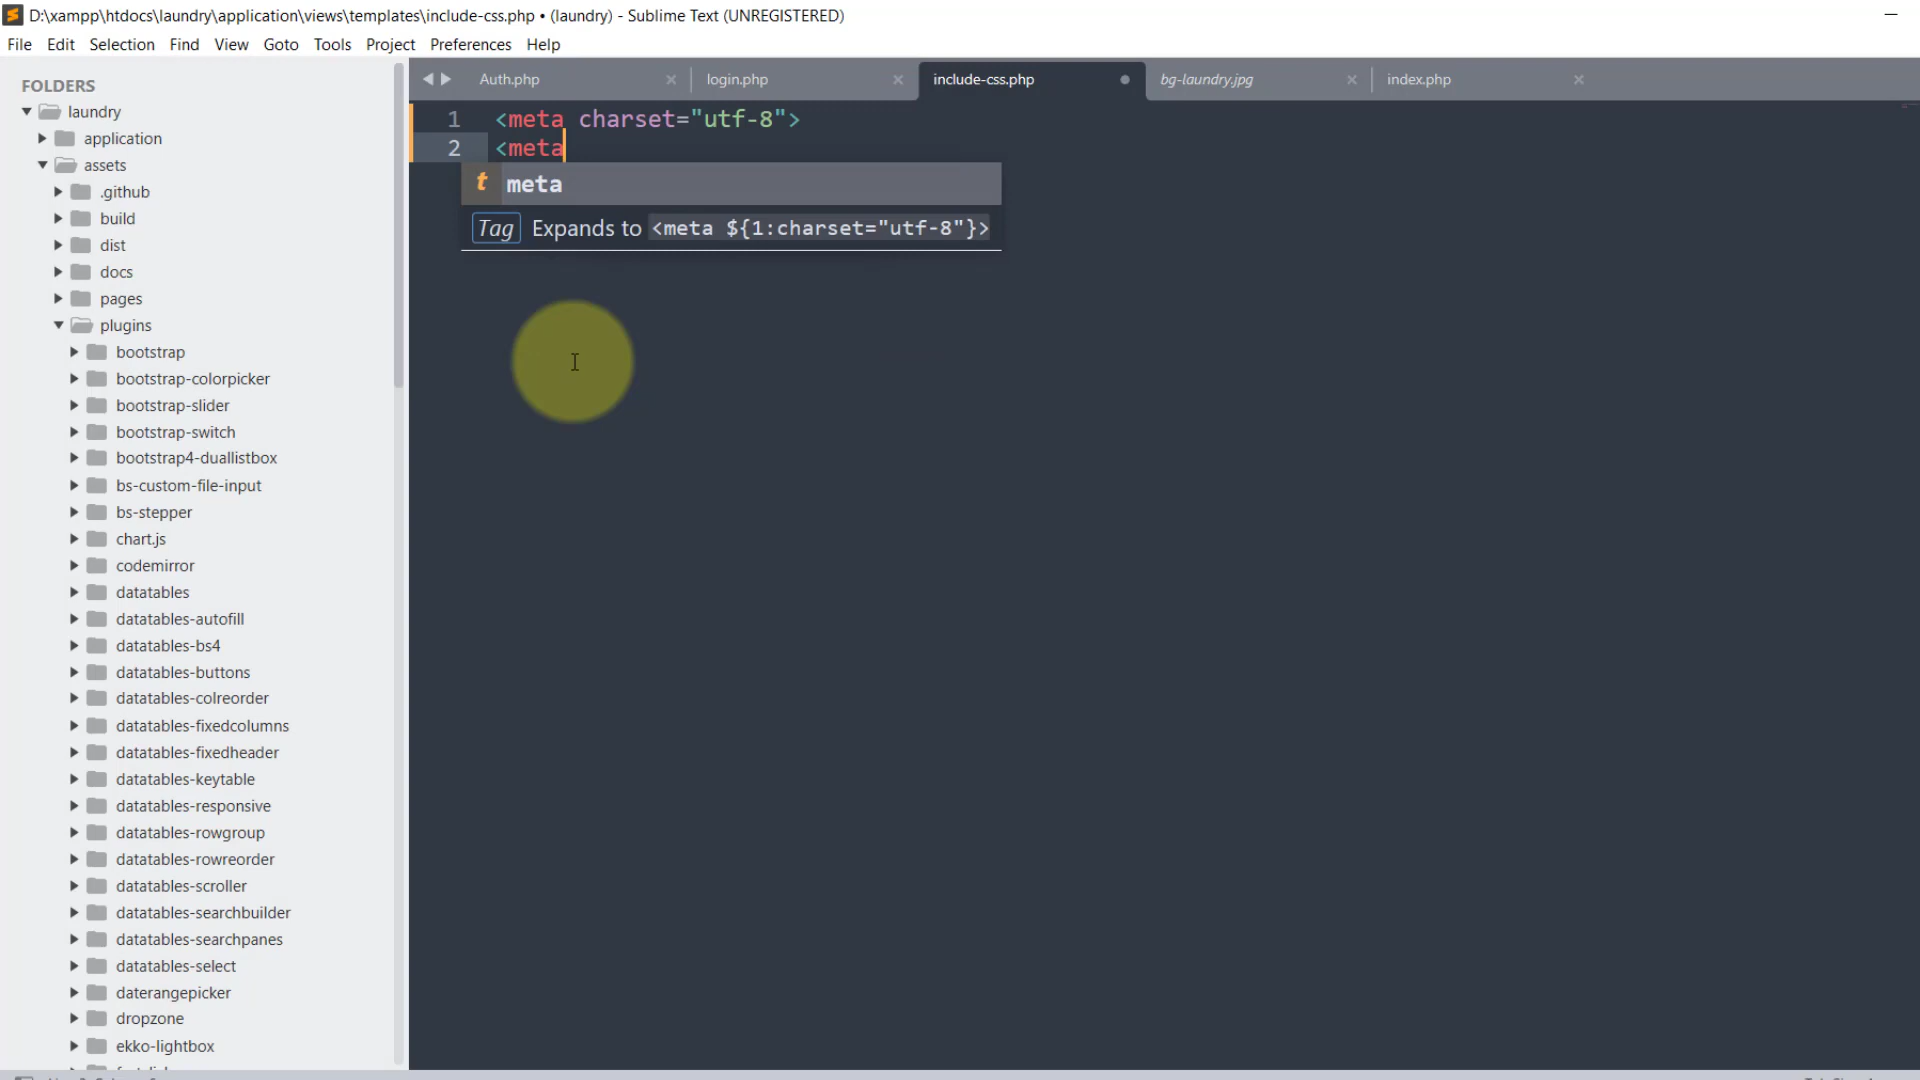 D:\xampp\htdocs\laundry\application\views\templates\include-css.php • (laundry) - Sublime Text (UNREGISTERED)
File Edit Selection Find View Goto Tools Project Preferences Help
FOLDERS
laundry
application
assets
.github
build
dist
docs
pages
plugins
bootstrap
bootstrap-colorpicker
bootstrap-slider
bootstrap-switch
bootstrap4-duallistbox
bs-custom-file-input
bs-stepper
chart.js
codemirror
datatables
datatables-autofill
datatables-bs4
datatables-buttons
datatables-colreorder
datatables-fixedcolumns
datatables-fixedheader
datatables-keytable
datatables-responsive
datatables-rowgroup
datatables-rowreorder
datatables-scroller
datatables-searchbuilder
datatables-searchpanes
datatables-select
daterangepicker
dropzone
ekko-lightbox
Auth.php login.php include-css.php bg-laundry.jpg index.php
1 <meta charset="utf-8">
2 <meta
t meta
Tag Expands to <meta ${1:charset="utf-8"}>